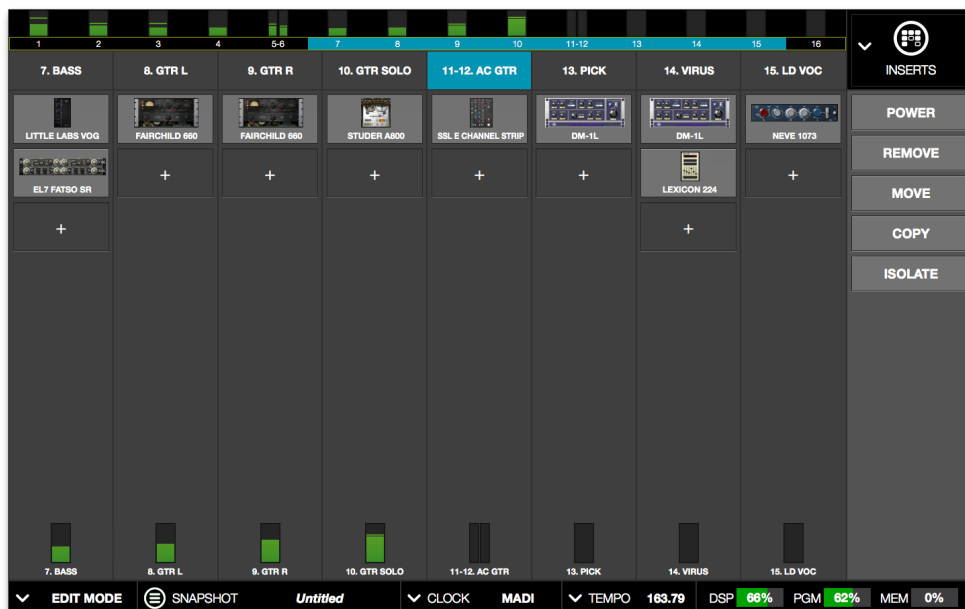 1 2 3 4 5-6 7 8 9 10 11-12 13 14 15 16
INSERTS
7. BASS 8. GTR L 9. GTR R 10. GTR SOLO 11-12. AC GTR 13. PICK 14. VIRUS 15. LD VOC
LITTLE LABS VOG FAIRCHILD 660 FAIRCHILD 660 STUDER A800 SSL E CHANNEL STRIP DM-1L DM-1L NEVE 1073
EL7 FATSO SR + + + + + LEXICON 224 +
+ +
POWER
REMOVE
MOVE
COPY
ISOLATE
7. BASS 8. GTR L 9. GTR R 10. GTR SOLO 11-12. AC GTR 13. PICK 14. VIRUS 15. LD VOC
EDIT MODE SNAPSHOT Untitled CLOCK MADI TEMPO 163.79 DSP 66% PGM 62% MEM 0%